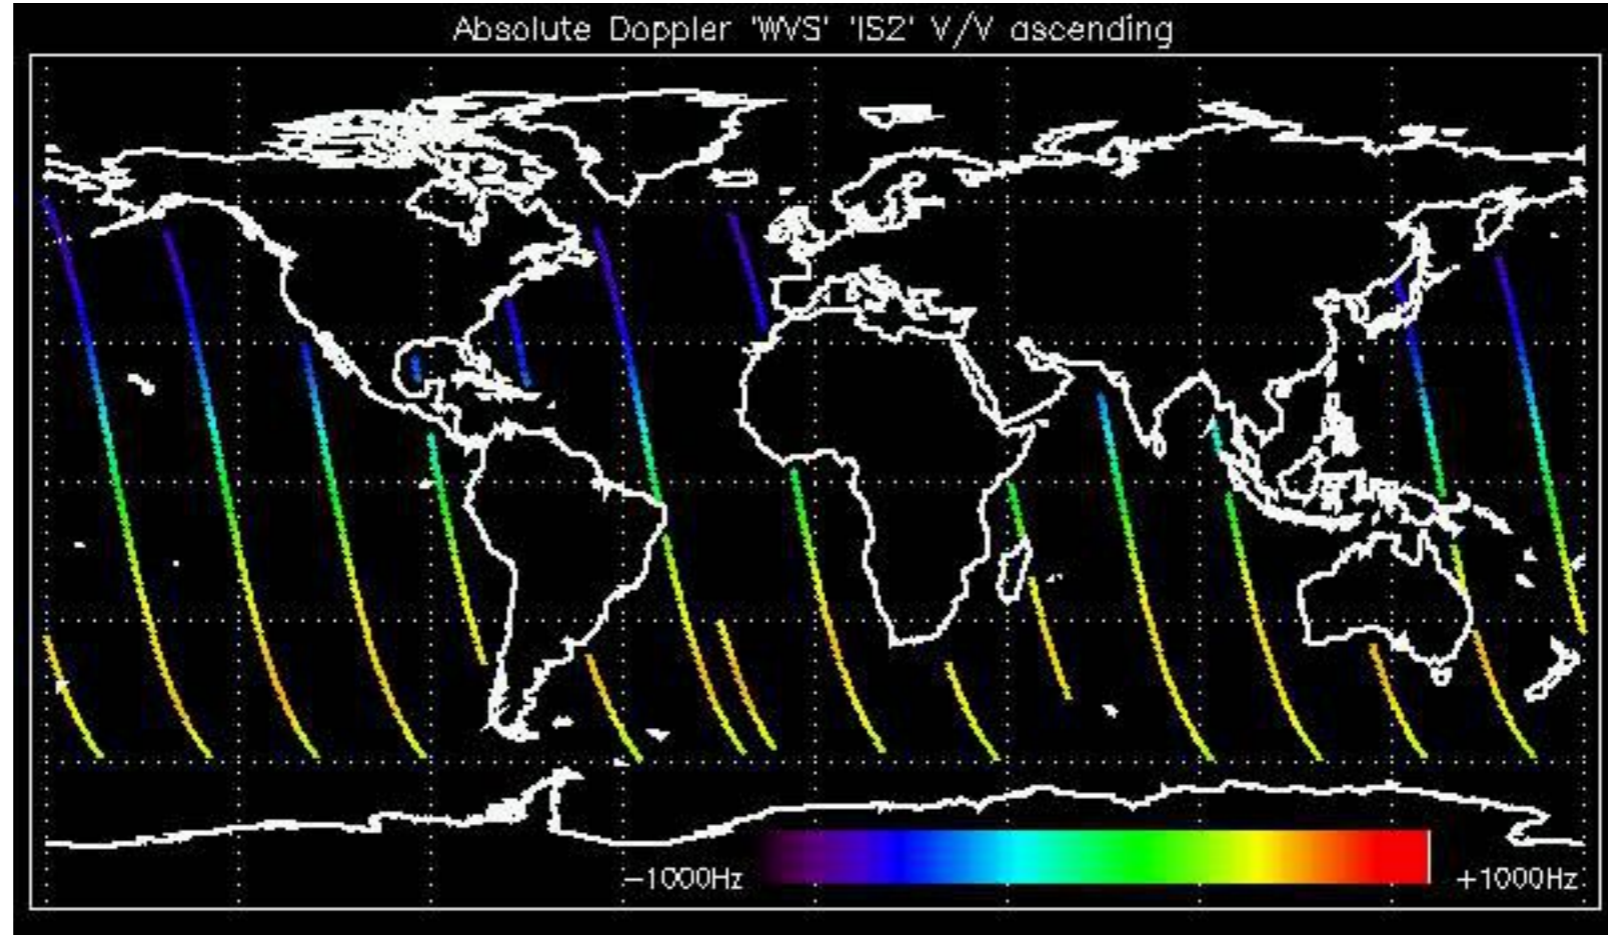 Absolute Doppler 'WVS' 'IS2' V/V ascending
-1000Hz +1000Hz